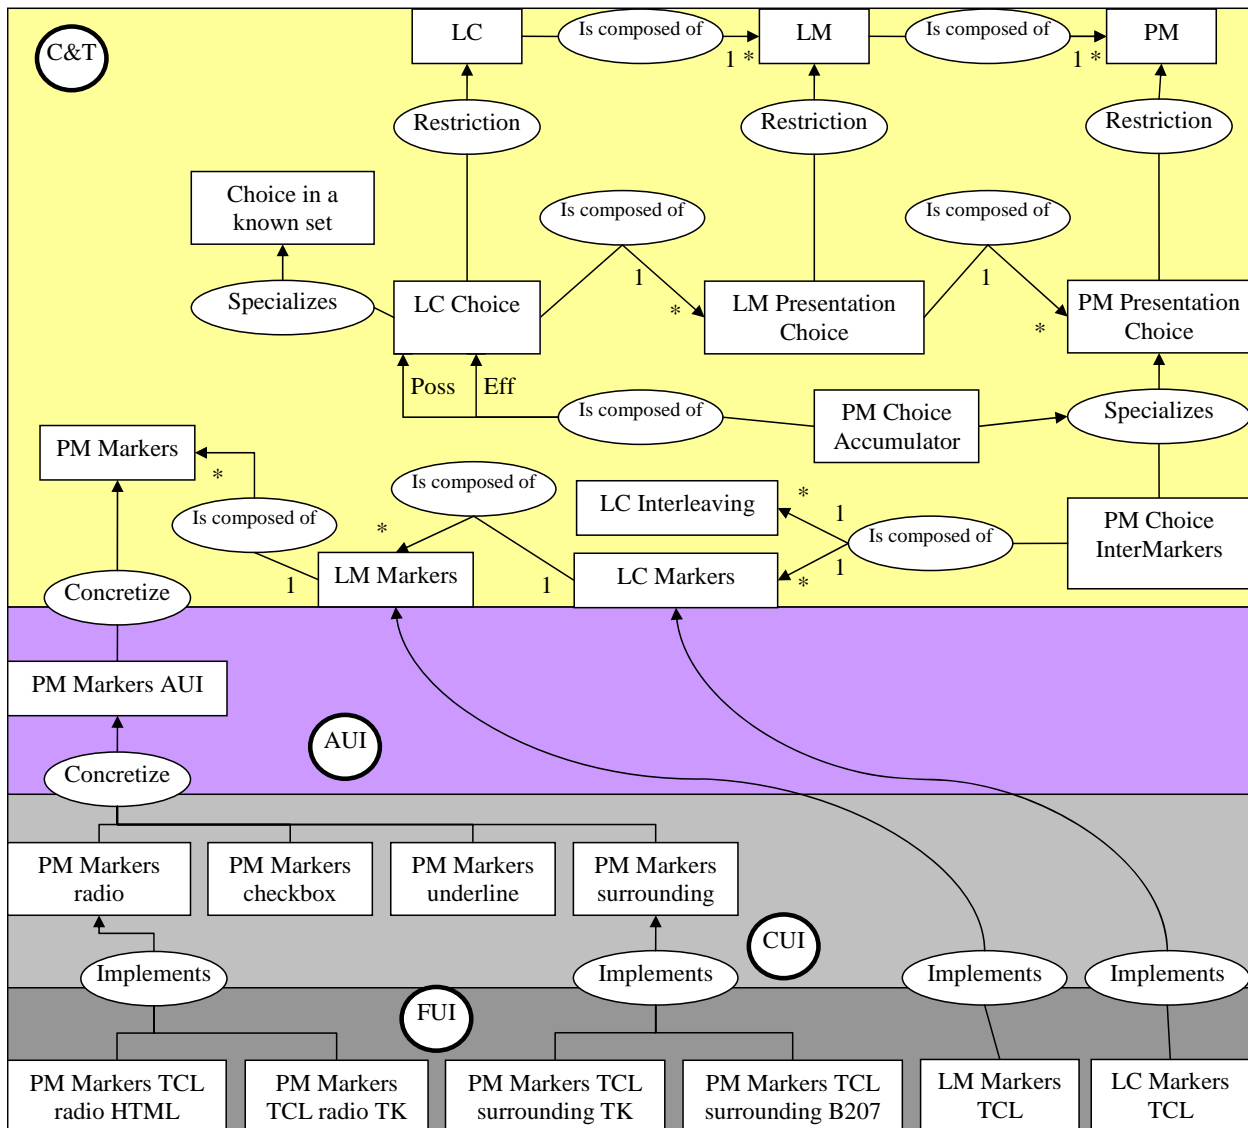 LC
Is composed of
LM
Is composed of
PM
C&T
1 *
1 *
Restriction
Restriction
Restriction
Choice in a
known set
Is composed of
Is composed of
1
1
Specializes
LC Choice
*
LM Presentation
Choice
*
PM Presentation
Choice
Poss
Eff
Is composed of
PM Choice
Accumulator
Specializes
PM Markers
*
Is composed of
LC Interleaving
*
1
PM Choice
InterMarkers
Is composed of
*
Is composed of
1
*
1
LM Markers
1
LC Markers
Concretize
PM Markers AUI
AUI
Concretize
PM Markers
radio
PM Markers
checkbox
PM Markers
underline
PM Markers
surrounding
CUI
Implements
Implements
Implements
Implements
FUI
PM Markers TCL
radio HTML
PM Markers
TCL radio TK
PM Markers TCL
surrounding TK
PM Markers TCL
surrounding B207
LM Markers
TCL
LC Markers
TCL